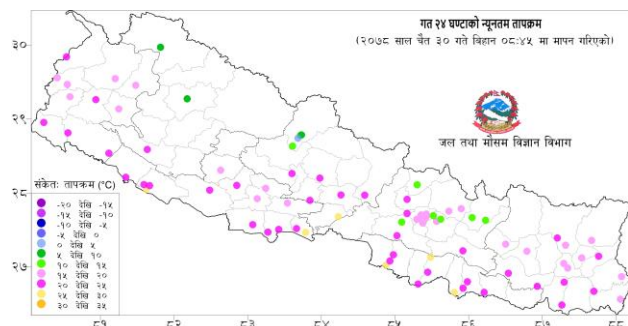 गत २४ घण्टाको न्यूनतम तापक्रम
(२०७८ साल चैत ३० गते बिहान ०८:४५ मा मापन गरिएको)
जल तथा मौसम विज्ञान विभाग
संकेत: तापक्रम (°C)
-२० देखि -१५
-१५ देखि -१०
-१० देखि -५
-५ देखि ०
० देखि ५
५ देखि १०
१० देखि १५
१५ देखि २०
२० देखि २५
२५ देखि ३०
३० देखि ३५
३०
२९
२८
२७
८१ ८२ ८३ ८४ ८५ ८६ ८७ ८८